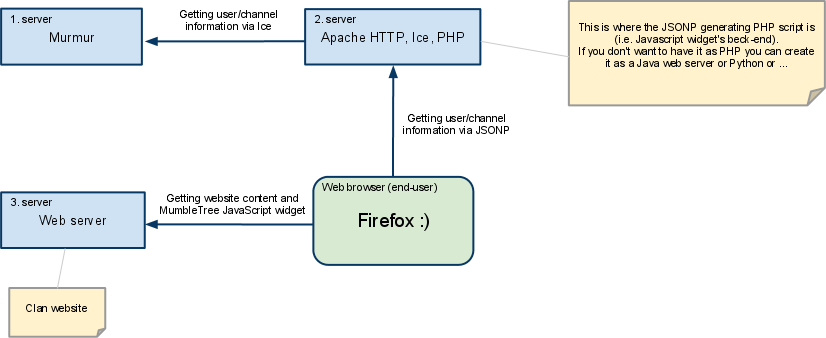 1. server
Murmur
Getting user/channel
information via Ice
2. server
Apache HTTP, Ice, PHP
This is where the JSONP generating PHP script is
(i.e. Javascript widget's beck-end).
If you don't want to have it as PHP you can create
it as a Java web server or Python or ...
Getting user/channel
information via JSONP
3. server
Web server
Getting website content and
MumbleTree JavaScript widget
Web browser (end-user)
Firefox :)
Clan website